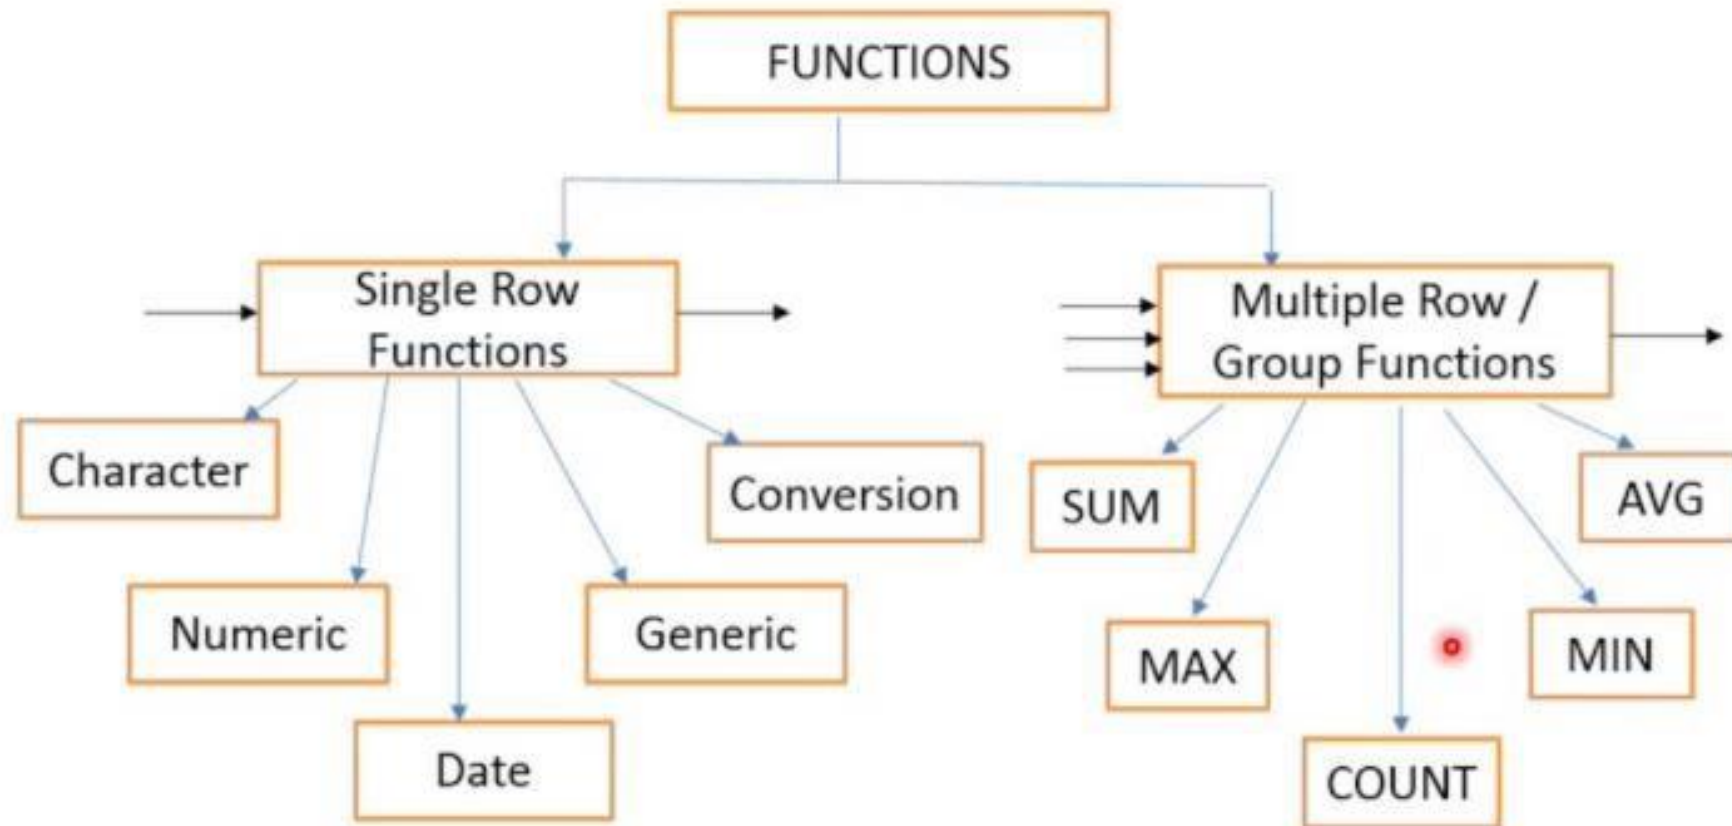 FUNCTIONS
Single Row
Functions
Multiple Row /
Group Functions
Character
Conversion
SUM
AVG
Numeric
Generic
MAX
MIN
Date
COUNT